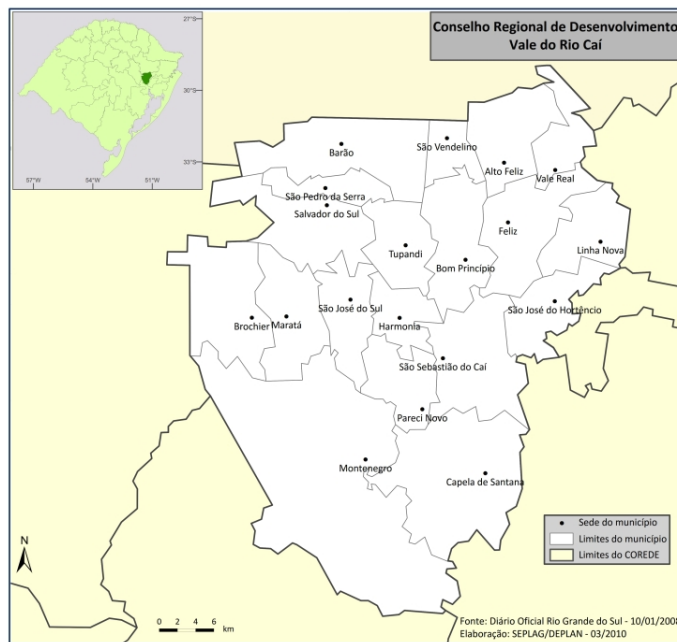 Conselho Regional de Desenvolvimento
Vale do Rio Caí
27°S
30°S
33°S
57°W
54°W
51°W
Barão
São Vendelino
Alto Feliz
Vale Real
São Pedro da Serra
Salvador do Sul
Feliz
Tupandi
Linha Nova
Bom Princípio
São José do Sul
São José do Hortêncio
Brochier
Maratá
Harmonia
São Sebastião do Caí
Pareci Novo
Montenegro
Capela de Santana
N
0 2 4 6
km
Sede do município
Limites do município
Limites do COREDE
Fonte: Diário Oficial Rio Grande do Sul - 10/01/2008
Elaboração: SEPLAG/DEPLAN - 03/2010